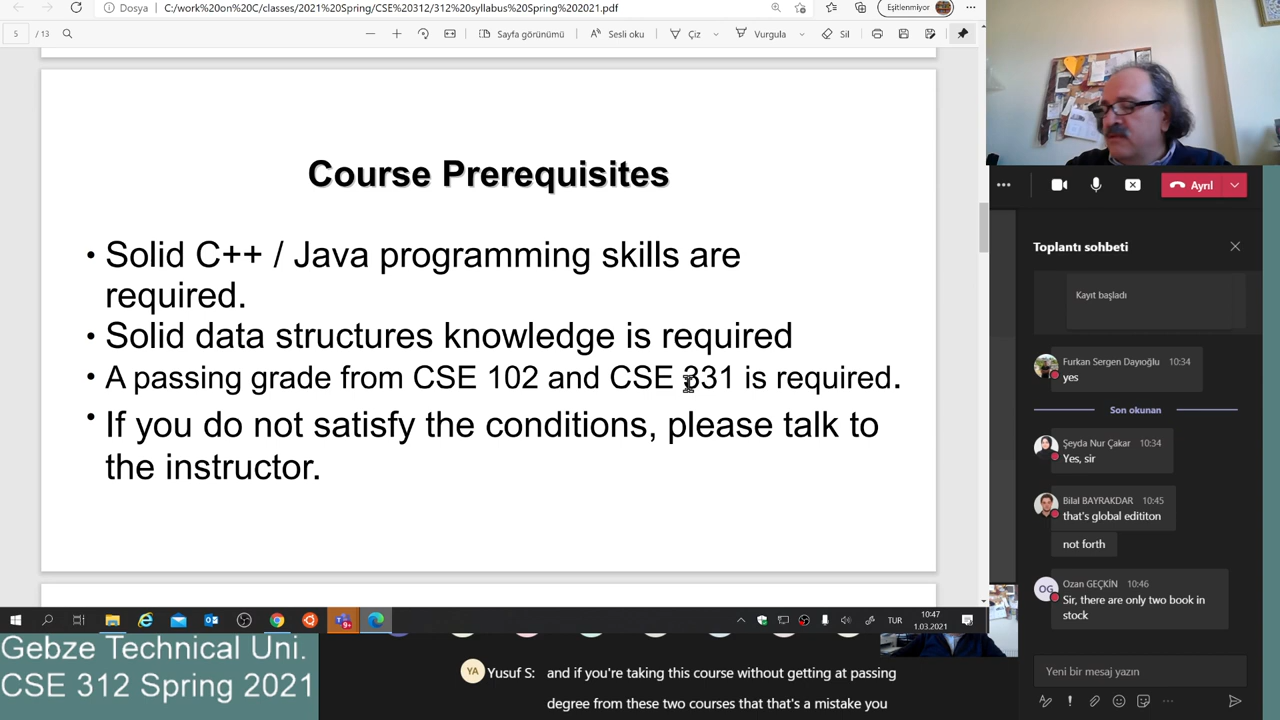 Dosya
C:/work%20on%20C/classes/2021%20Spring/CSE%20312/312%20syllabus%20Spring%202021.pdf
Eşitlenmiyor
5 / 13
Sayfa görünümü
Sesli oku
Çiz
Vurgula
Sil
Course Prerequisites
• Solid C++ / Java programming skills are
required.
• Solid data structures knowledge is required
• A passing grade from CSE 102 and CSE 331 is required.
• If you do not satisfy the conditions, please talk to
the instructor.
Ayrıl
Toplantı sohbeti
Kayıt başladı
Furkan Sergen Dayıoğlu 10:34
yes
Son okunan
Şeyda Nur Çakar 10:34
Yes, sir
Bilal BAYRAKDAR 10:45
that's global edititon
not forth
OG
Ozan GEÇKİN 10:46
Sir, there are only two book in
stock
Yeni bir mesaj yazın
TUR
10:47
1.03.2021
Gebze Technical Uni.
CSE 312 Spring 2021
YA
Yusuf S: and if you're taking this course without getting at passing
degree from these two courses that that's a mistake you